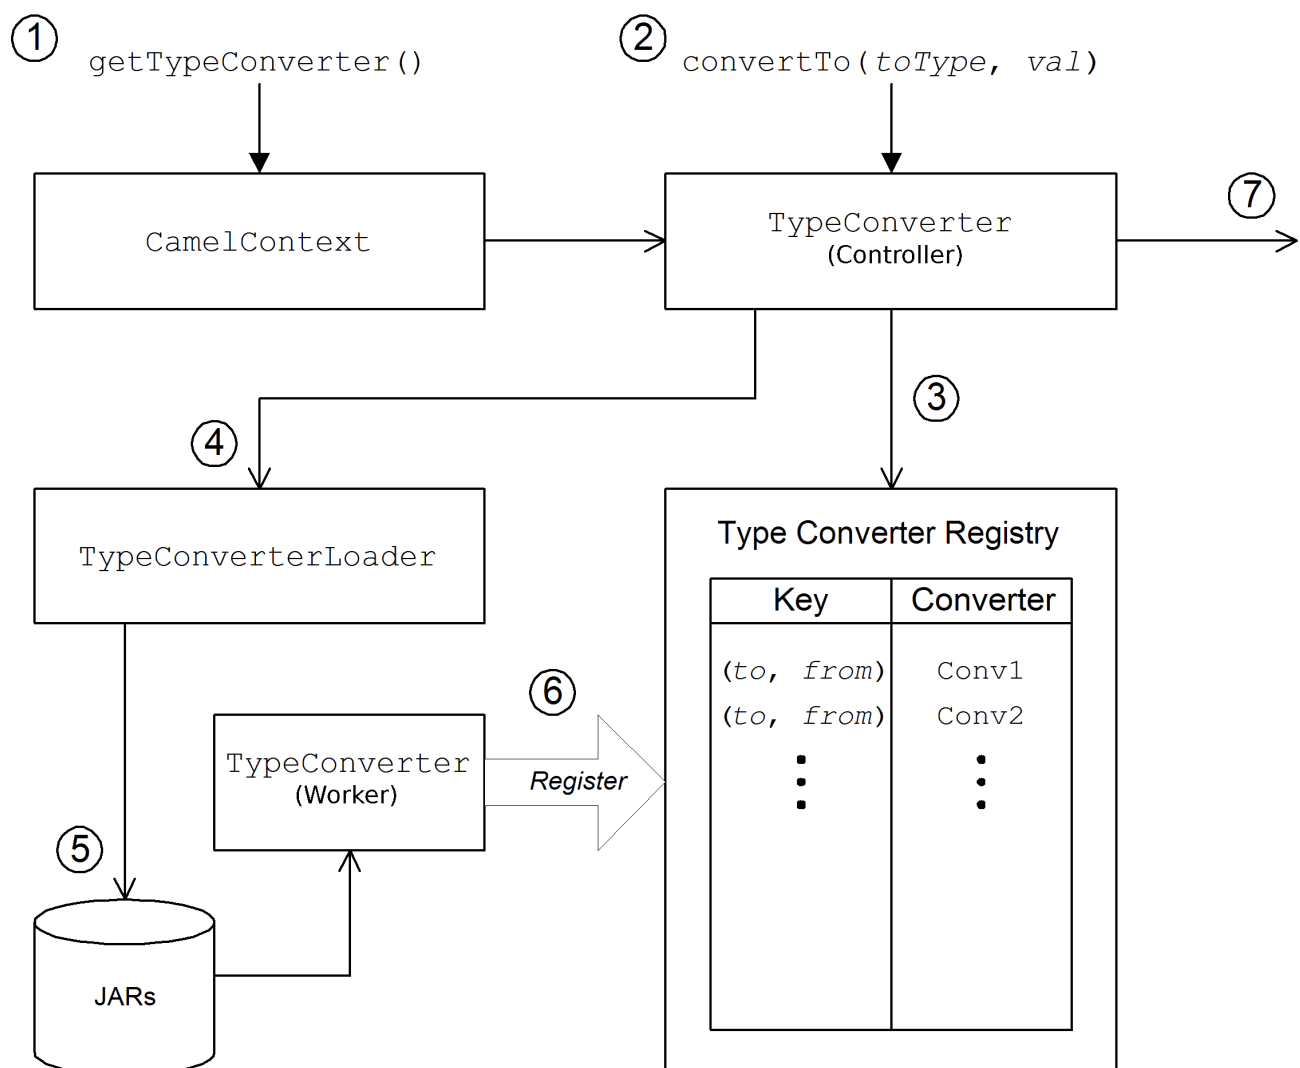 1
getTypeConverter()
2
convertTo(toType, val)
CamelContext
TypeConverter
(Controller)
7
3
4
TypeConverterLoader
Type Converter Registry
Key Converter
(to, from) Conv1
(to, from) Conv2
6
TypeConverter
(Worker)
Register
5
JARs